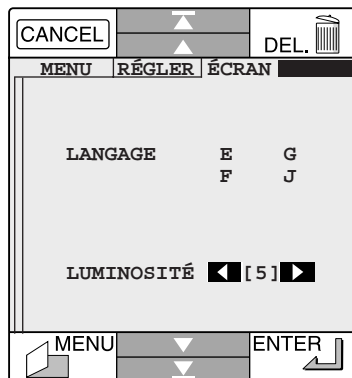 CANCEL
DEL.
MENU RÉGLER ÉCRAN
LANGAGE E G
F J
LUMINOSITÉ [5]
MENU ENTER